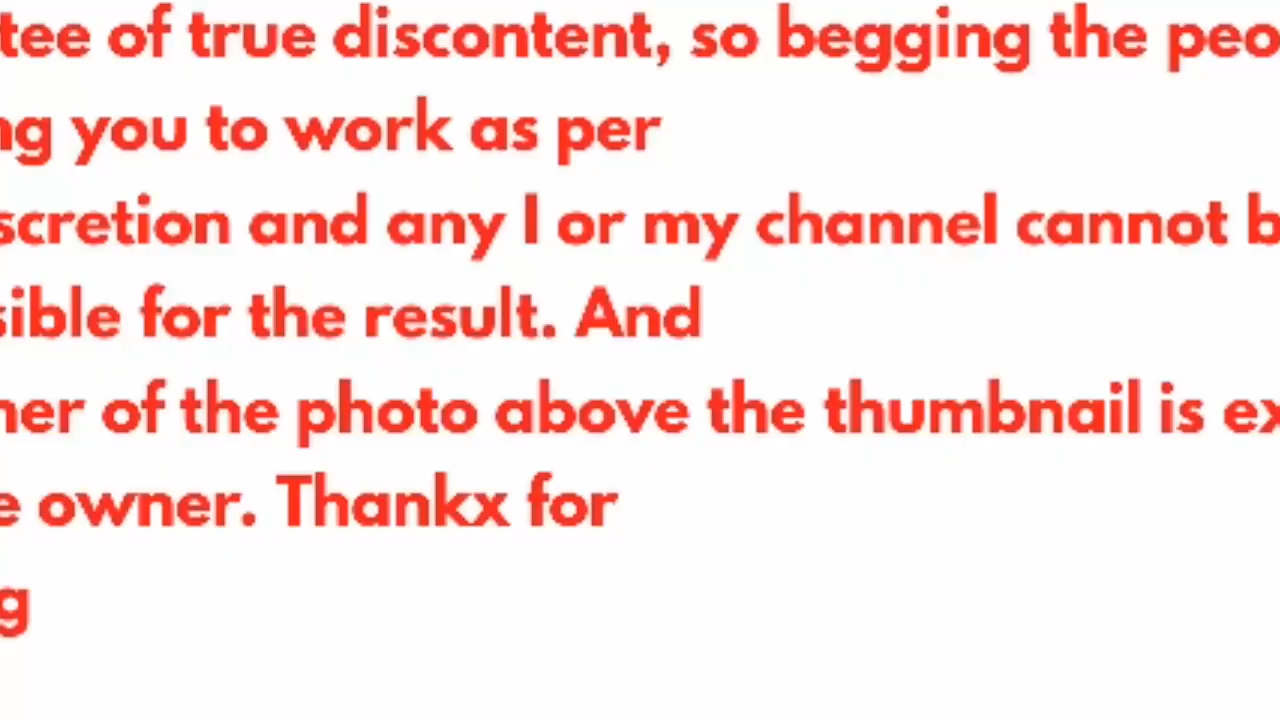 tee of true discontent, so begging the peo
ng you to work as per
scretion and any I or my channel cannot b
sible for the result. And
ner of the photo above the thumbnail is ex
e owner. Thankx for
g